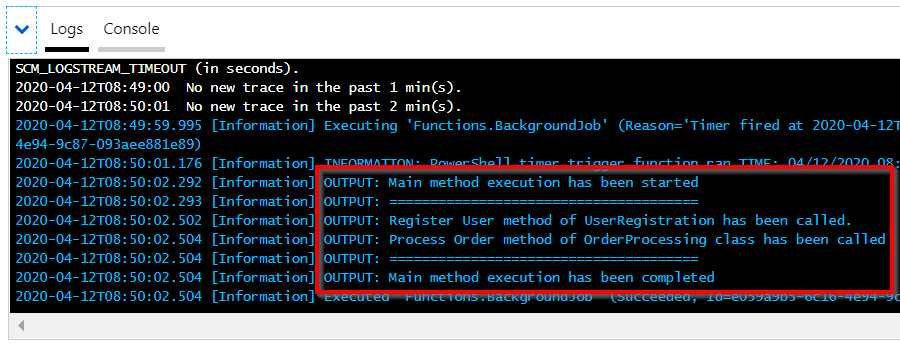 Logs Console
SCM_LOGSTREAM_TIMEOUT (in seconds).
2020-04-12T08:49:00  No new trace in the past 1 min(s).
2020-04-12T08:50:01  No new trace in the past 2 min(s).
2020-04-12T08:49:59.995 [Information] Executing 'Functions.BackgroundJob' (Reason='Timer fired at 2020-04-12T
4e94-9c87-093aee881e89)
2020-04-12T08:50:01.176 [Information] INFORMATION: PowerShell timer trigger function ran TIME: 04/12/2020 08:
2020-04-12T08:50:02.292 [Information] OUTPUT: Main method execution has been started
2020-04-12T08:50:02.293 [Information] OUTPUT: ======================================
2020-04-12T08:50:02.502 [Information] OUTPUT: Register User method of UserRegistration has been called.
2020-04-12T08:50:02.504 [Information] OUTPUT: Process Order method of OrderProcessing class has been called
2020-04-12T08:50:02.504 [Information] OUTPUT: ======================================
2020-04-12T08:50:02.504 [Information] OUTPUT: Main method execution has been completed
2020-04-12T08:50:02.504 [Information] Executed 'Functions.BackgroundJob' (Succeeded, Id=e059a9b5-6c16-4e94-9c